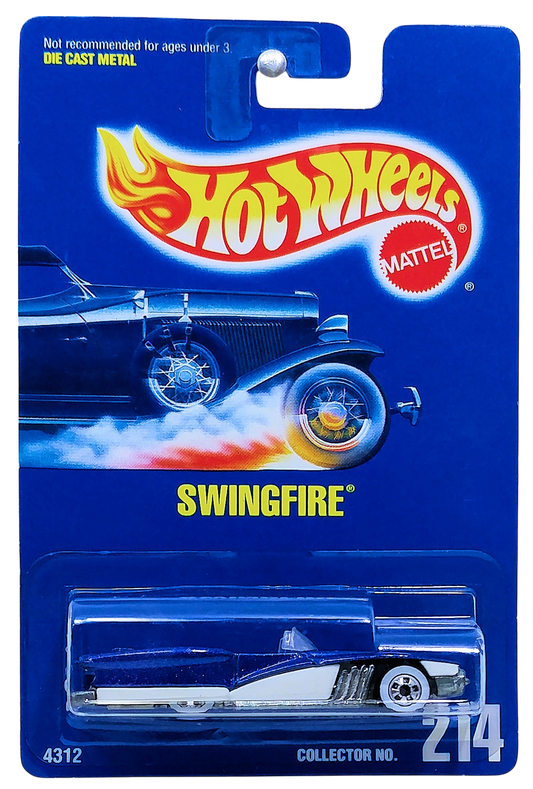 Not recommended for ages under 3.
DIE CAST METAL
HOT WHEELS®
MATTEL
®
SWINGFIRE®
4312
COLLECTOR NO. 214